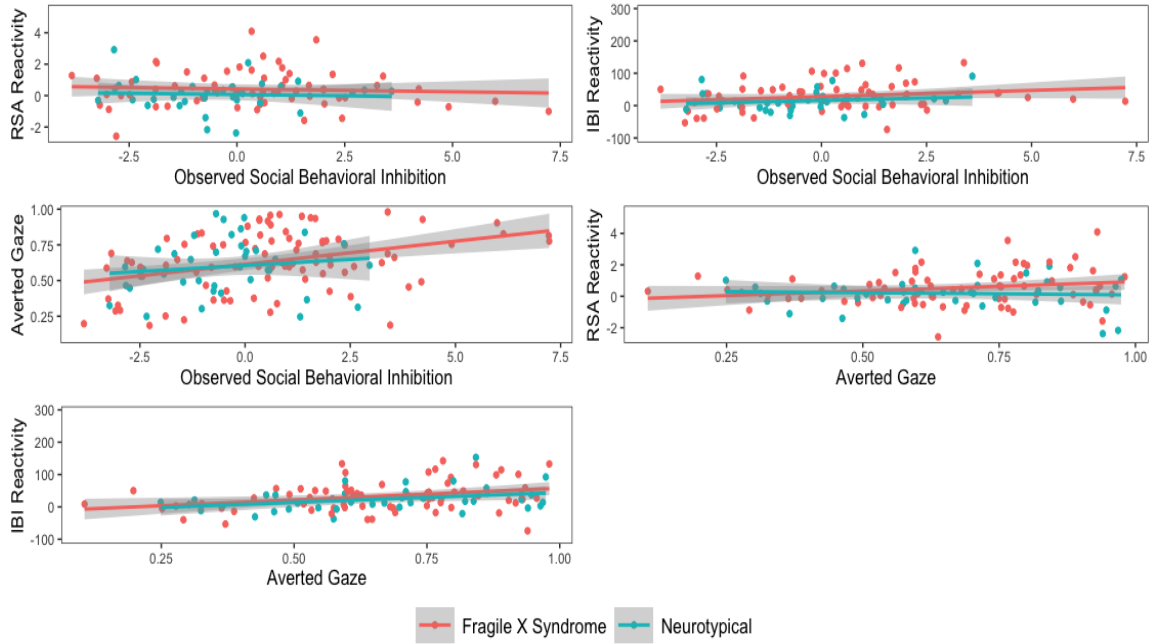 RSA Reactivity
4
2
0
-2
-2.5 0.0 2.5 5.0 7.5
Observed Social Behavioral Inhibition
IBI Reactivity
300
200
100
0
-100
-2.5 0.0 2.5 5.0 7.5
Observed Social Behavioral Inhibition
Averted Gaze
1.00
0.75
0.50
0.25
-2.5 0.0 2.5 5.0 7.5
Observed Social Behavioral Inhibition
RSA Reactivity
4
2
0
-2
0.25 0.50 0.75 1.00
Averted Gaze
IBI Reactivity
300
200
100
0
-100
0.25 0.50 0.75 1.00
Averted Gaze
Fragile X Syndrome Neurotypical